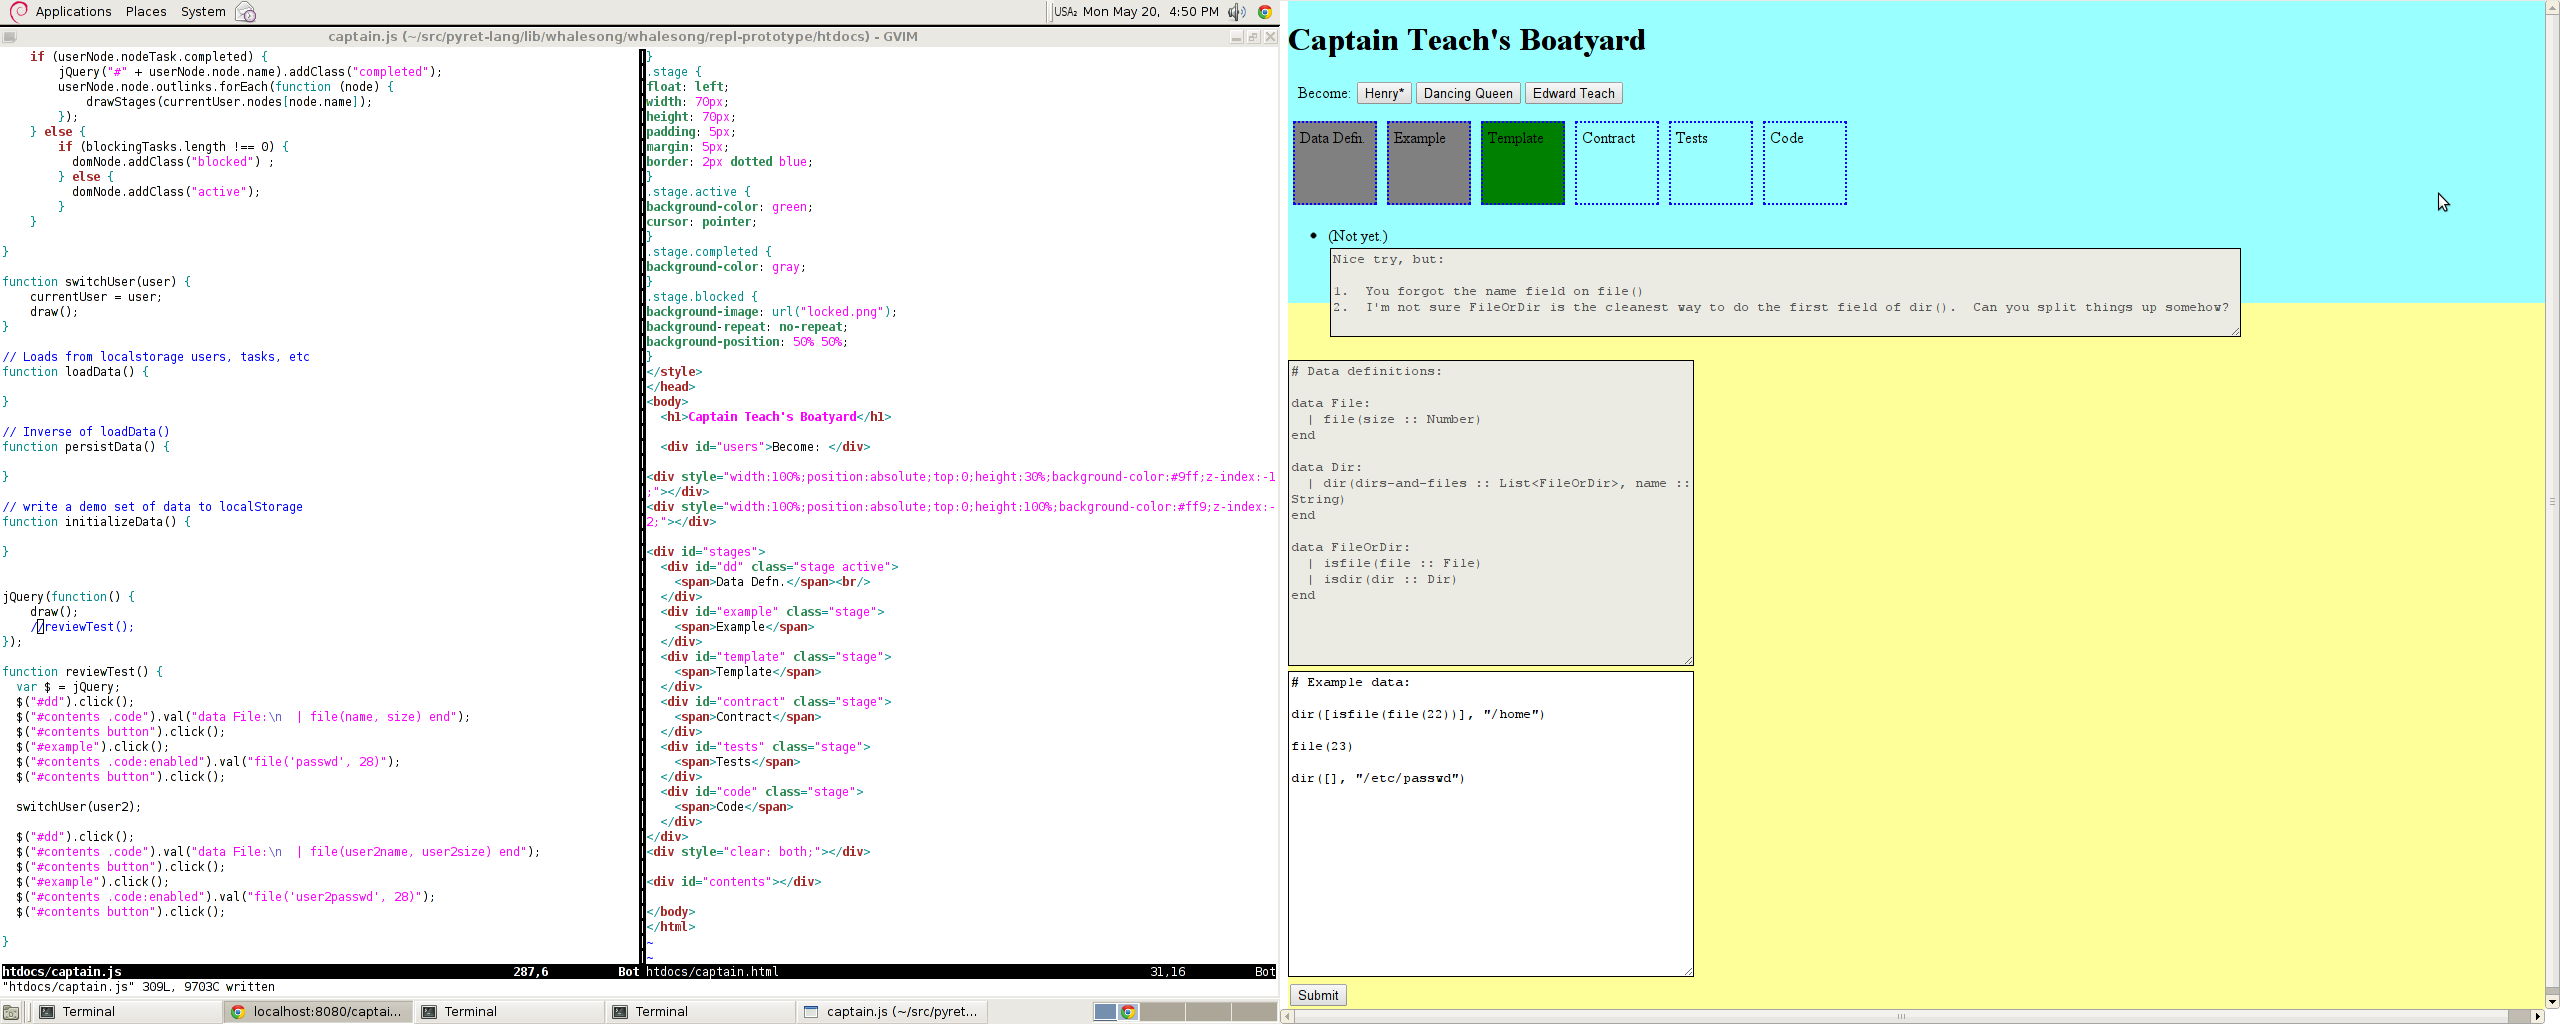 Applications Places System
USA₂ Mon May 20, 4:50 PM
captain.js (~/src/pyret-lang/lib/whalesong/whalesong/repl-prototype/htdocs) - GVIM
    if (userNode.nodeTask.completed) {
        jQuery("#" + userNode.node.name).addClass("completed");
        userNode.node.outlinks.forEach(function (node) {
            drawStages(currentUser.nodes[node.name]);
        });
    } else {
        if (blockingTasks.length !== 0) {
          domNode.addClass("blocked") ;
        } else {
          domNode.addClass("active");
        }
    }
}
function switchUser(user) {
    currentUser = user;
    draw();
}
// Loads from localstorage users, tasks, etc
function loadData() {
}
// Inverse of loadData()
function persistData() {
}
// write a demo set of data to localStorage
function initializeData() {
}
jQuery(function() {
    draw();
    //reviewTest();
});
function reviewTest() {
  var $ = jQuery;
  $("#dd").click();
  $("#contents .code").val("data File:\n  | file(name, size) end");
  $("#contents button").click();
  $("#example").click();
  $("#contents .code:enabled").val("file('passwd', 28)");
  $("#contents button").click();
  switchUser(user2);
  $("#dd").click();
  $("#contents .code").val("data File:\n  | file(user2name, user2size) end");
  $("#contents button").click();
  $("#example").click();
  $("#contents .code:enabled").val("file('user2passwd', 28)");
  $("#contents button").click();
}
htdocs/captain.js 287,6 Bot
"htdocs/captain.js" 309L, 9703C written
}
.stage {
float: left;
width: 70px;
height: 70px;
padding: 5px;
margin: 5px;
border: 2px dotted blue;
}
.stage.active {
background-color: green;
cursor: pointer;
}
.stage.completed {
background-color: gray;
}
.stage.blocked {
background-image: url("locked.png");
background-repeat: no-repeat;
background-position: 50% 50%;
}
</style>
</head>
<body>
  <h1>Captain Teach's Boatyard</h1>
  <div id="users">Become: </div>
<div style="width:100%;position:absolute;top:0;height:30%;background-color:#9ff;z-index:-1
;"></div>
<div style="width:100%;position:absolute;top:0;height:100%;background-color:#ff9;z-index:-
2;"></div>
<div id="stages">
  <div id="dd" class="stage active">
    <span>Data Defn.</span><br/>
  </div>
  <div id="example" class="stage">
    <span>Example</span>
  </div>
  <div id="template" class="stage">
    <span>Template</span>
  </div>
  <div id="contract" class="stage">
    <span>Contract</span>
  </div>
  <div id="tests" class="stage">
    <span>Tests</span>
  </div>
  <div id="code" class="stage">
    <span>Code</span>
  </div>
</div>
<div style="clear: both;"></div>
<div id="contents"></div>
</body>
</html>
~
~
htdocs/captain.html 31,16 Bot
Terminal
localhost:8080/captai...
Terminal
Terminal
captain.js (~/src/pyret...
Captain Teach's Boatyard
Become: Henry* Dancing Queen Edward Teach
Data Defn. Example Template Contract Tests Code
• (Not yet.)
Nice try, but:
1.  You forgot the name field on file()
2.  I'm not sure FileOrDir is the cleanest way to do the first field of dir().  Can you split things up somehow?
# Data definitions:
data File:
  | file(size :: Number)
end
data Dir:
  | dir(dirs-and-files :: List<FileOrDir>, name ::
String)
end
data FileOrDir:
  | isfile(file :: File)
  | isdir(dir :: Dir)
end
# Example data:
dir([isfile(file(22))], "/home")
file(23)
dir([], "/etc/passwd")
Submit